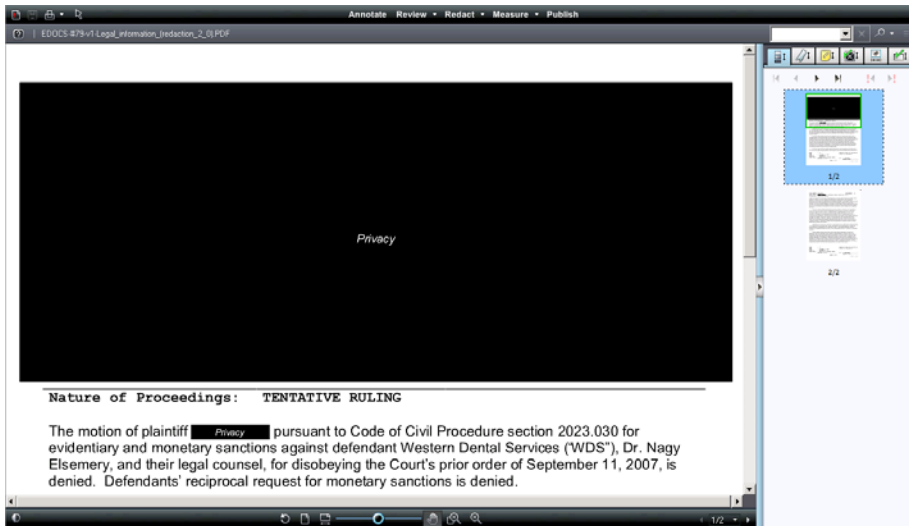 Annotate Review • Redact • Measure • Publish
EDOCS-#79-v1-Legal_information_(redaction_2_0).PDF
Privacy
Nature of Proceedings: TENTATIVE RULING
The motion of plaintiff Privacy pursuant to Code of Civil Procedure section 2023.030 for
evidentiary and monetary sanctions against defendant Western Dental Services (‘WDS”), Dr. Nagy
Elsemery, and their legal counsel, for disobeying the Court's prior order of September 11, 2007, is
denied. Defendants' reciprocal request for monetary sanctions is denied.
1/2
2/2
1/2